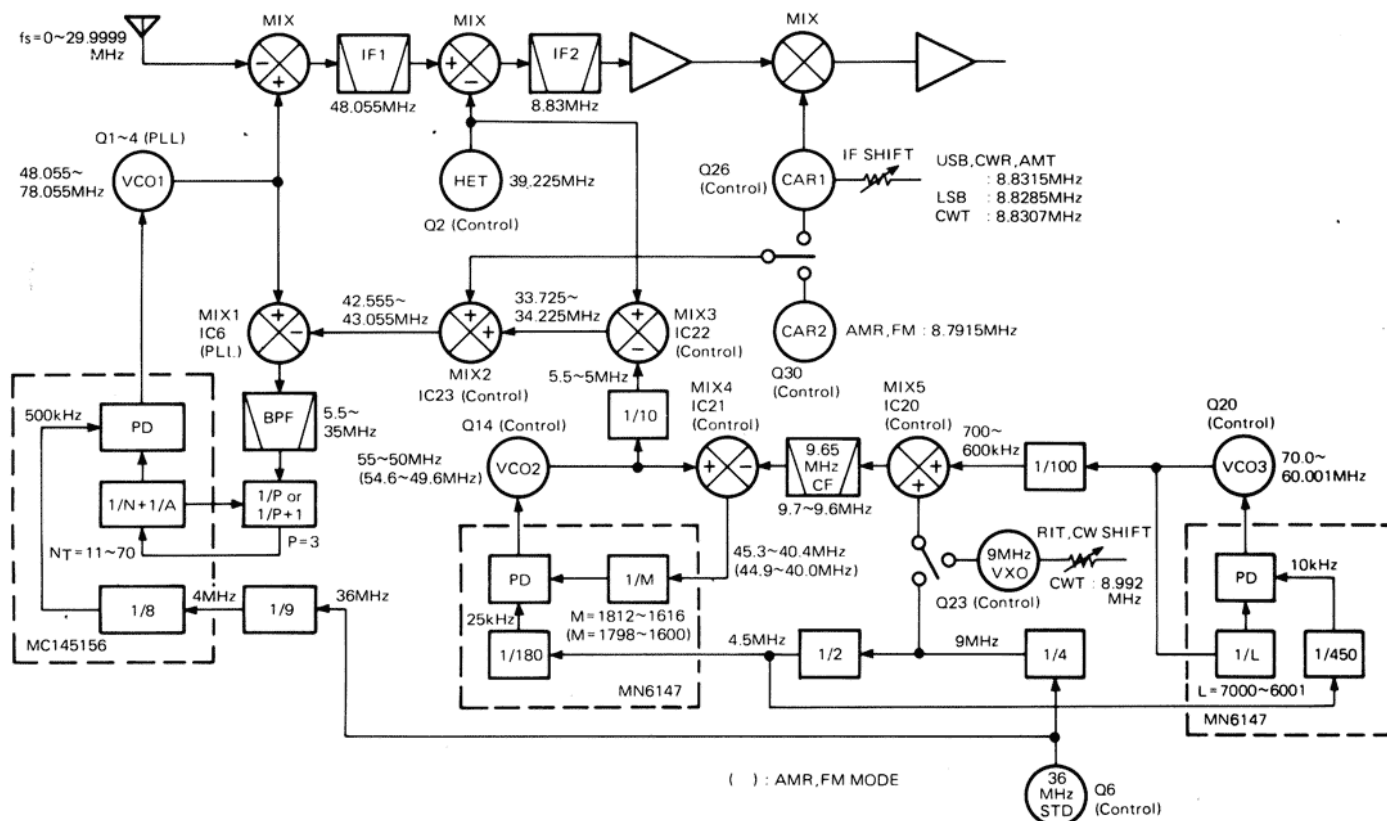 fs=0~29.9999
MHz
MIX
IF1
48.055MHz
MIX
IF2
8.83MHz
MIX
Q1~4 (PLL)
48.055~
78.055MHz
VCO1
HET
39.225MHz
Q2 (Control)
Q26
(Control)
CAR1
IF SHIFT
USB,CWR,AMT
: 8.8315MHz
LSB : 8.8285MHz
CWT : 8.8307MHz
MIX1
IC6
(PLL)
42.555~
43.055MHz
MIX2
IC23 (Control)
33.725~
34.225MHz
MIX3
IC22
(Control)
CAR2
AMR,FM : 8.7915MHz
Q30
(Control)
5.5~5MHz
1/10
500kHz
PD
BPF
5.5~
35MHz
Q14 (Control)
55~50MHz
(54.6~49.6MHz)
VCO2
MIX4
IC21
(Control)
9.65
MHz
CF
9.7~9.6MHz
MIX5
IC20
(Control)
700~
600kHz
1/100
Q20
(Control)
VCO3
70.0~
60.001MHz
1/N+1/A
1/P or
1/P+1
P=3
NT=11~70
45.3~40.4MHz
(44.9~40.0MHz)
PD
1/M
25kHz
M=1812~1616
(M=1798~1600)
9MHz
VXO
RIT,CW SHIFT
CWT : 8.992
MHz
Q23 (Control)
PD
10kHz
1/8
4MHz
1/9
36MHz
MC145156
1/180
MN6147
4.5MHz
1/2
9MHz
1/4
1/L
1/450
L=7000~6001
MN6147
( ) : AMR,FM MODE
36
MHz
STD
Q6
(Control)